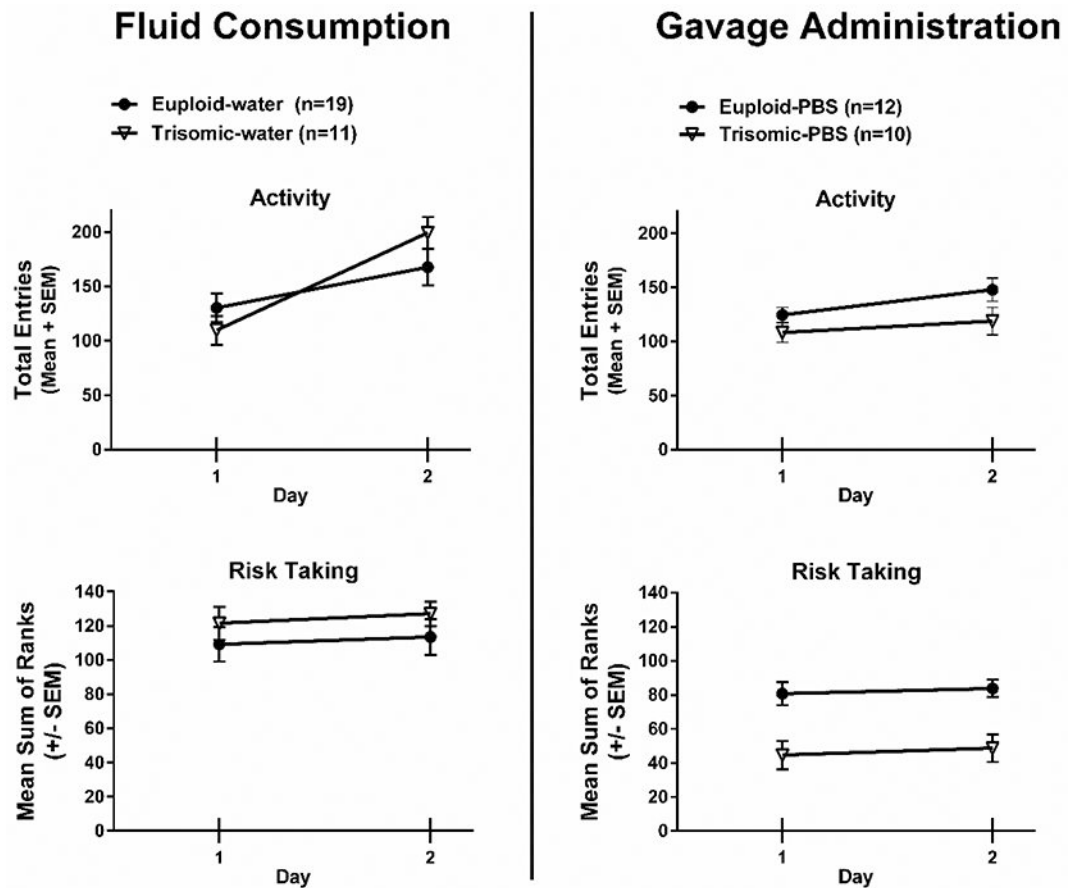 Fluid Consumption
Euploid-water (n=19)
Trisomic-water (n=11)
Activity
200
150
100
50
0
Total Entries
(Mean + SEM)
1
2
Day
Risk Taking
140
120
100
80
60
40
20
0
Mean Sum of Ranks
(+/- SEM)
1
2
Day
Gavage Administration
Euploid-PBS (n=12)
Trisomic-PBS (n=10)
Activity
200
150
100
50
0
Total Entries
(Mean + SEM)
1
2
Day
Risk Taking
140
120
100
80
60
40
20
0
Mean Sum of Ranks
(+/- SEM)
1
2
Day